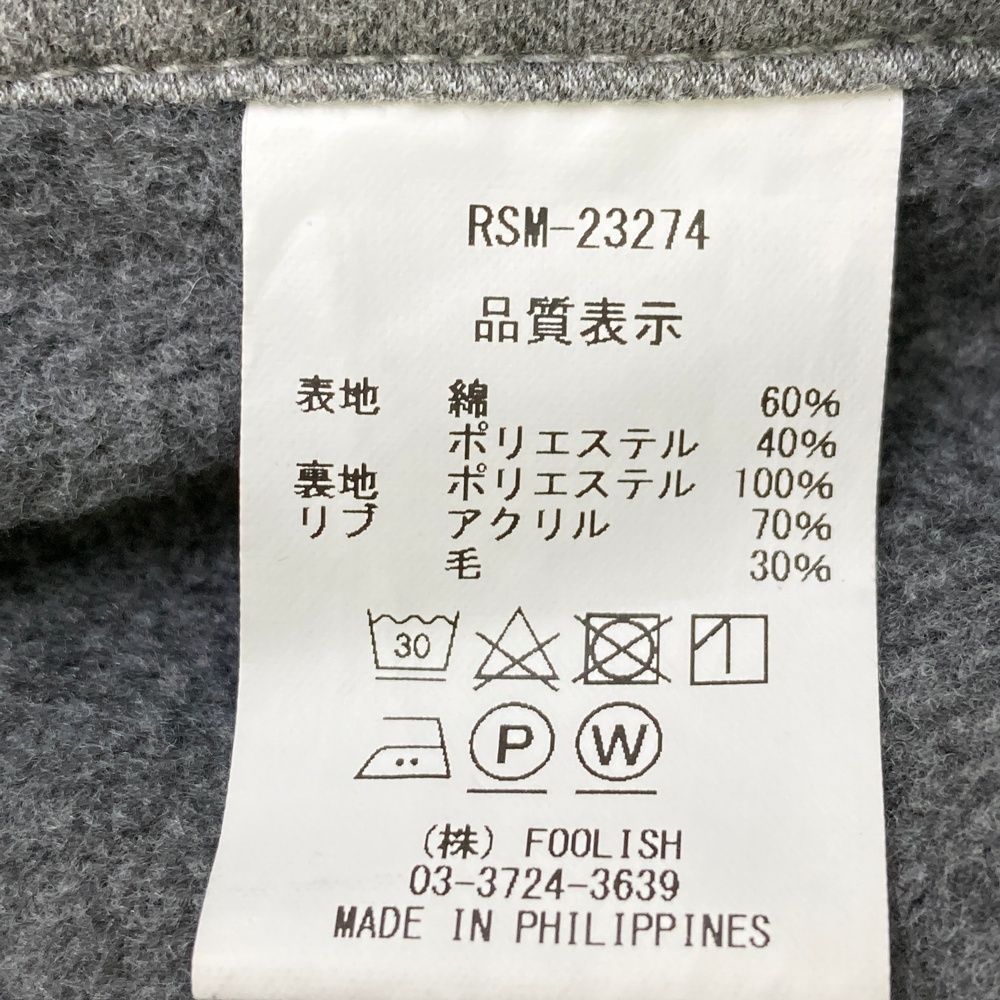 RSM-23274
品質表示
表地 綿 60%
ポリエステル 40%
裏地 ポリエステル 100%
リブ アクリル 70%
毛 30%
30
P W
(株) FOOLISH
03-3724-3639
MADE IN PHILIPPINES